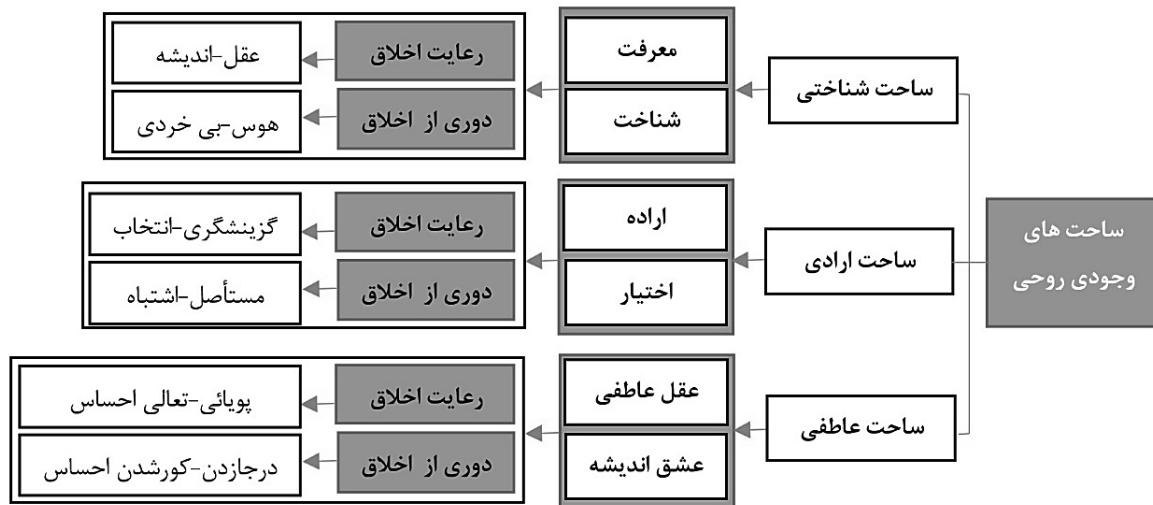 ساحت های
وجودی روحی
ساحت شناختی
معرفت
شناخت
رعایت اخلاق
عقل-اندیشه
دوری از اخلاق
هوس-بی خردی
ساحت ارادی
اراده
اختیار
رعایت اخلاق
گزینشگری-انتخاب
دوری از اخلاق
مستأصل-اشتباه
ساحت عاطفی
عقل عاطفی
عشق اندیشه
رعایت اخلاق
پویائی-تعالی احساس
دوری از اخلاق
درجازدن-کورشدن احساس